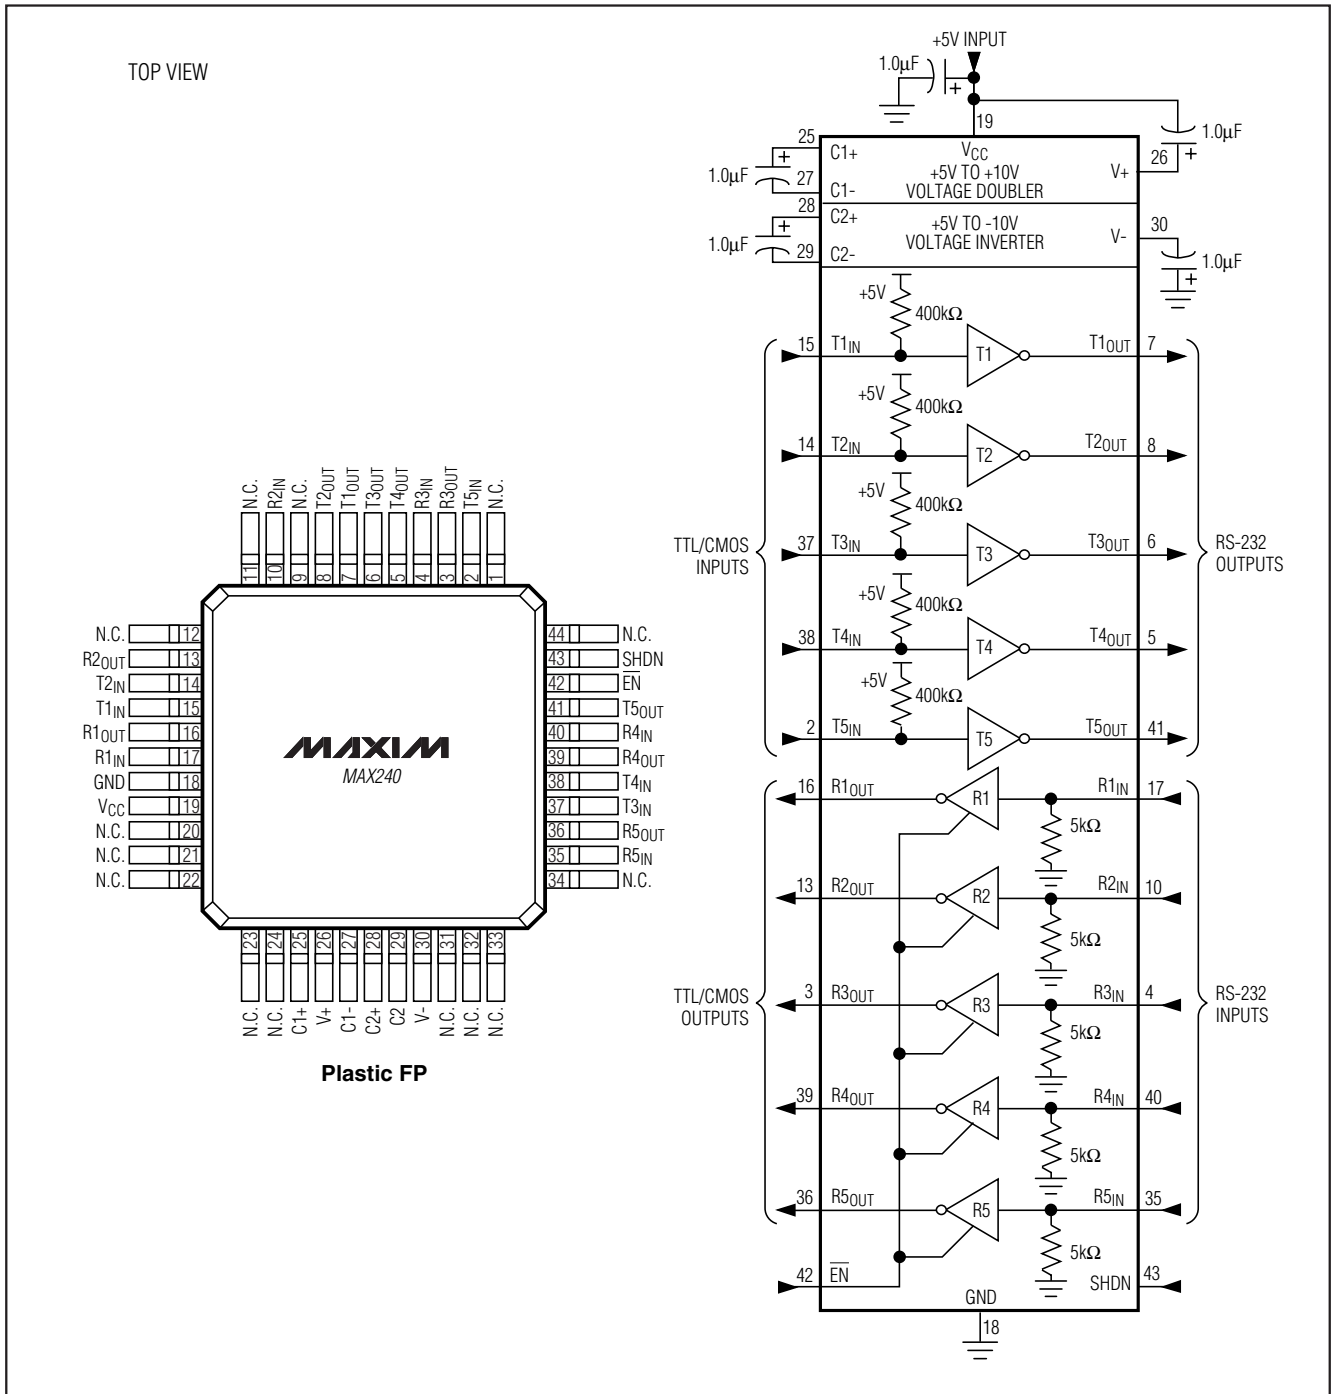 TOP VIEW
N.C.
R2IN
N.C.
T2OUT
T1OUT
T3OUT
T4OUT
R3IN
R3OUT
T5IN
N.C.
11
10
9
8
7
6
5
4
3
2
1
N.C. 12
R2OUT 13
T2IN 14
T1IN 15
R1OUT 16
R1IN 17
GND 18
VCC 19
N.C. 20
N.C. 21
N.C. 22
MAXIM
MAX240
44 N.C.
43 SHDN
42 EN
41 T5OUT
40 R4IN
39 R4OUT
38 T4IN
37 T3IN
36 R5OUT
35 R5IN
34 N.C.
23
24
25
26
27
28
29
30
31
32
33
N.C.
N.C.
C1+
V+
C1-
C2+
C2
V-
N.C.
N.C.
N.C.
Plastic FP
+5V INPUT
1.0µF
+
19
1.0µF
+
25
C1+
VCC
+5V TO +10V
VOLTAGE DOUBLER
V+
26
1.0µF
+
27
C1-
28
C2+
+5V TO -10V
VOLTAGE INVERTER
V-
30
1.0µF
+
29
C2-
1.0µF
+
+5V
400kΩ
15 T1IN T1 T1OUT 7
+5V
400kΩ
14 T2IN T2 T2OUT 8
+5V
400kΩ
TTL/CMOS
INPUTS
37 T3IN T3 T3OUT 6
RS-232
OUTPUTS
+5V
400kΩ
38 T4IN T4 T4OUT 5
+5V
400kΩ
2 T5IN T5 T5OUT 41
16 R1OUT R1 R1IN 17
5kΩ
13 R2OUT R2 R2IN 10
5kΩ
TTL/CMOS
OUTPUTS
3 R3OUT R3 R3IN 4
RS-232
INPUTS
5kΩ
39 R4OUT R4 R4IN 40
5kΩ
36 R5OUT R5 R5IN 35
5kΩ
42 EN
SHDN 43
GND
18